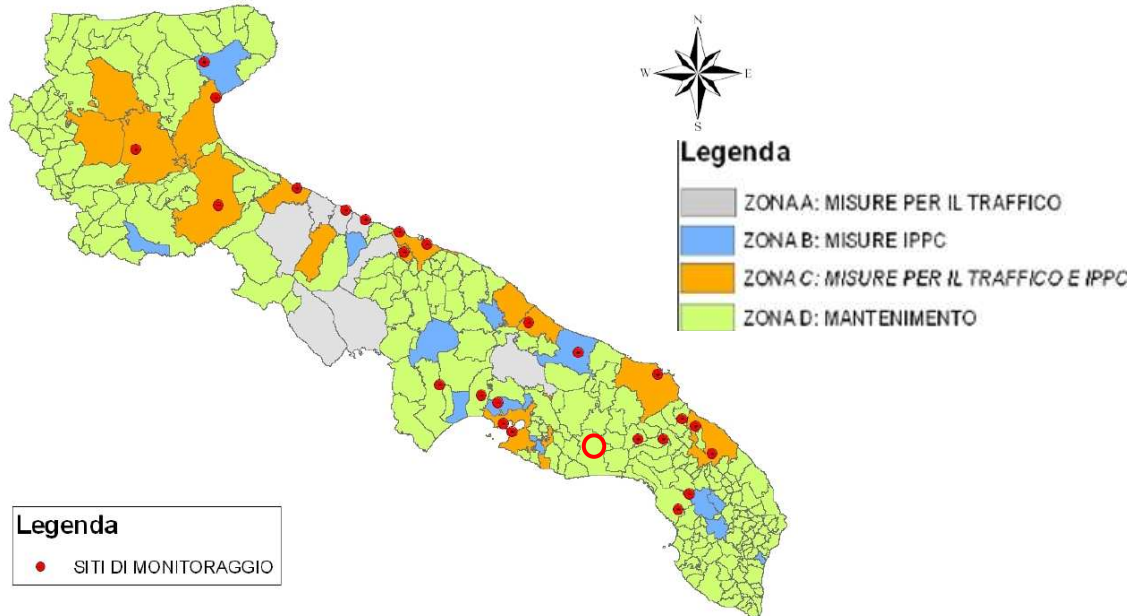 N
W E
S
Legenda
ZONA A: MISURE PER IL TRAFFICO
ZONA B: MISURE IPPC
ZONA C: MISURE PER IL TRAFFICO E IPPC
ZONA D: MANTENIMENTO
Legenda
SITI DI MONITORAGGIO